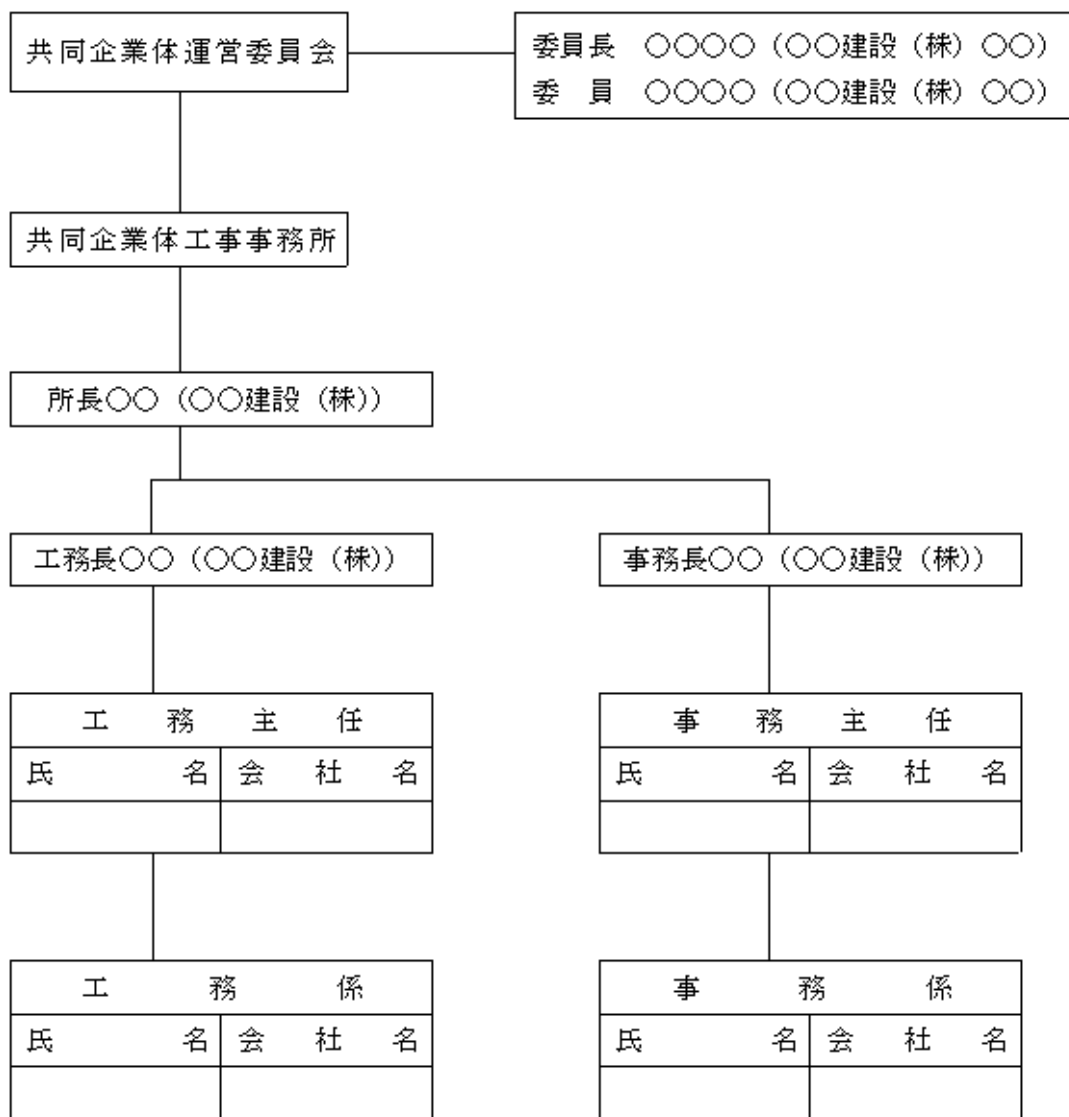 共同企業体運営委員会
委員長 ○○○○（○○建設（株）○○）
委員 ○○○○（○○建設（株）○○）
共同企業体工事事務所
所長○○（○○建設（株））
工務長○○（○○建設（株））
事務長○○（○○建設（株））
工務主任
氏名 会社名
事務主任
氏名 会社名
工務係
氏名 会社名
事務係
氏名 会社名